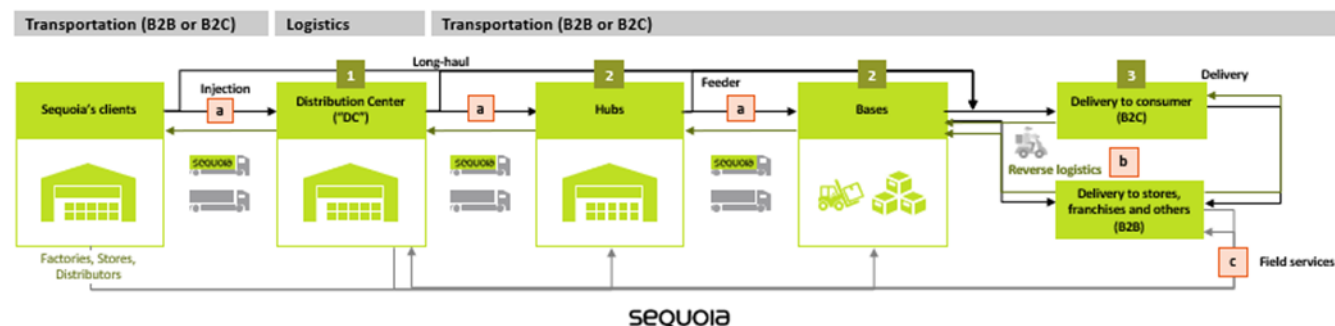 Transportation (B2B or B2C)
Logistics
Transportation (B2B or B2C)
Long-haul
1
2
2
3
Injection
Feeder
Delivery
Sequoia's clients
a
Distribution Center
("DC")
a
Hubs
a
Bases
Delivery to consumer
(B2C)
sequoia
sequoia
sequoia
Reverse logistics
b
Delivery to stores,
franchises and others
(B2B)
Factories, Stores,
Distributors
c
Field services
sequoia